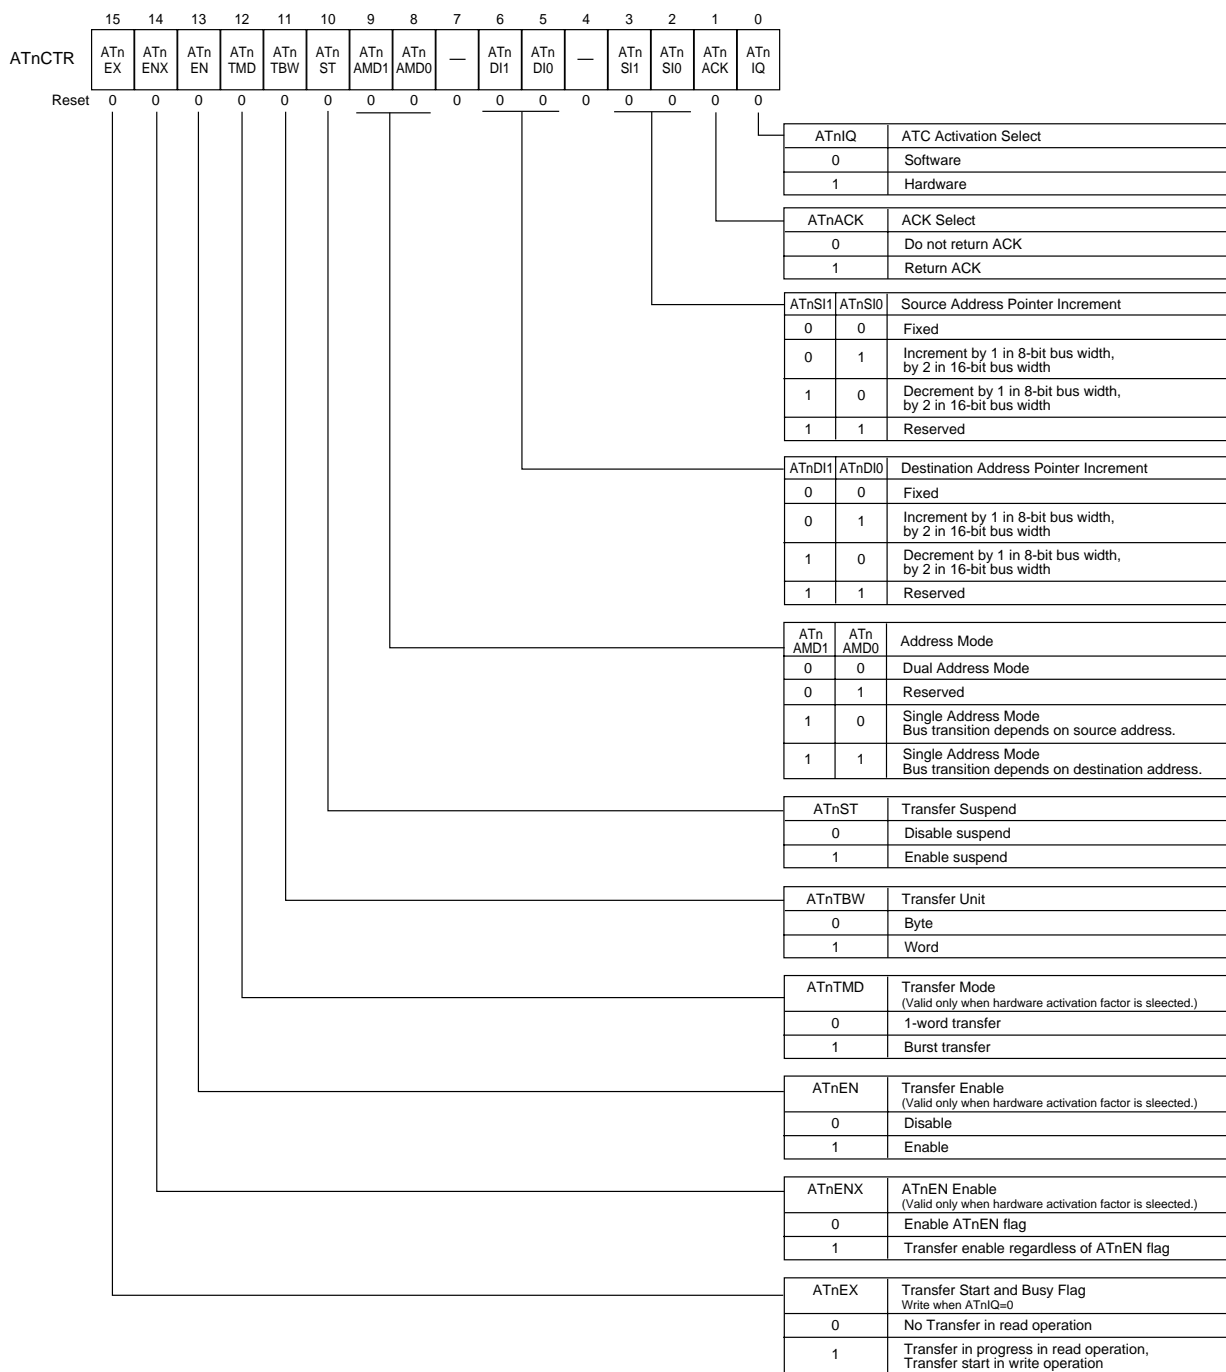 15 14 13 12 11 10 9 8 7 6 5 4 3 2 1 0
ATnCTR
ATn EX
ATn ENX
ATn EN
ATn TMD
ATn TBW
ATn ST
ATn AMD1
ATn AMD0
—
ATn DI1
ATn DI0
—
ATn SI1
ATn SI0
ATn ACK
ATn IQ
Reset 0 0 0 0 0 0 0 0 0 0 0 0 0 0 0 0
ATnIQ ATC Activation Select
0 Software
1 Hardware
ATnACK ACK Select
0 Do not return ACK
1 Return ACK
ATnSI1 ATnSI0 Source Address Pointer Increment
0 0 Fixed
0 1 Increment by 1 in 8-bit bus width,
by 2 in 16-bit bus width
1 0 Decrement by 1 in 8-bit bus width,
by 2 in 16-bit bus width
1 1 Reserved
ATnDI1 ATnDI0 Destination Address Pointer Increment
0 0 Fixed
0 1 Increment by 1 in 8-bit bus width,
by 2 in 16-bit bus width
1 0 Decrement by 1 in 8-bit bus width,
by 2 in 16-bit bus width
1 1 Reserved
ATn AMD1 ATn AMD0 Address Mode
0 0 Dual Address Mode
0 1 Reserved
1 0 Single Address Mode
Bus transition depends on source address.
1 1 Single Address Mode
Bus transition depends on destination address.
ATnST Transfer Suspend
0 Disable suspend
1 Enable suspend
ATnTBW Transfer Unit
0 Byte
1 Word
ATnTMD Transfer Mode
(Valid only when hardware activation factor is sleected.)
0 1-word transfer
1 Burst transfer
ATnEN Transfer Enable
(Valid only when hardware activation factor is sleected.)
0 Disable
1 Enable
ATnENX ATnEN Enable
(Valid only when hardware activation factor is sleected.)
0 Enable ATnEN flag
1 Transfer enable regardless of ATnEN flag
ATnEX Transfer Start and Busy Flag
Write when ATnIQ=0
0 No Transfer in read operation
1 Transfer in progress in read operation,
Transfer start in write operation